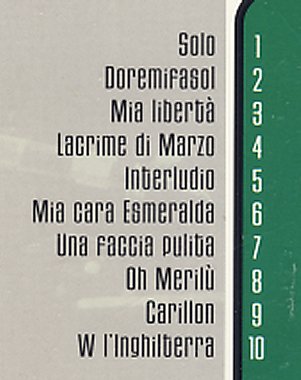 Solo 1
Doremifasol 2
Mia libertà 3
Lacrime di Marzo 4
Interludio 5
Mia cara Esmeralda 6
Una faccia pulita 7
Oh Merilù 8
Carillon 9
W l'Inghilterra 10